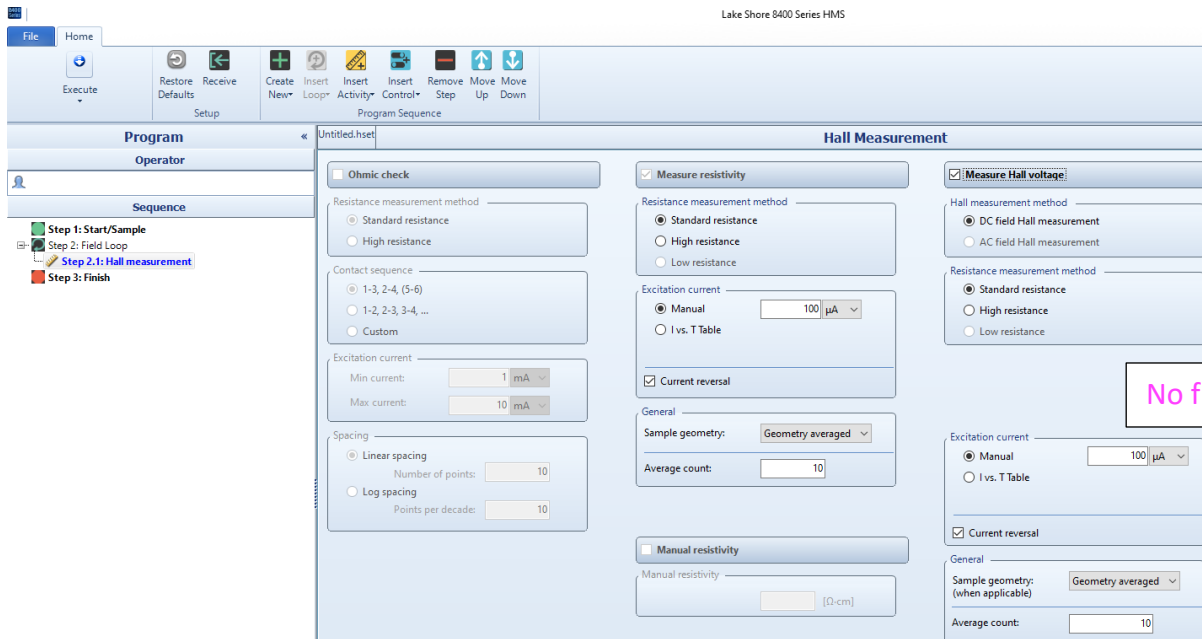 Lake Shore 8400 Series HMS
File
Home
Execute
Restore Defaults
Receive
Setup
Create New
Insert Loop
Insert Activity
Insert Control
Remove Step
Move Up
Move Down
Program Sequence
Program
«
Operator
Sequence
Step 1: Start/Sample
Step 2: Field Loop
Step 2.1: Hall measurement
Step 3: Finish
Untitled.hset
Hall Measurement
Ohmic check
Resistance measurement method
Standard resistance
High resistance
Contact sequence
1-3, 2-4, (5-6)
1-2, 2-3, 3-4, ...
Custom
Excitation current
Min current: 1 mA
Max current: 10 mA
Spacing
Linear spacing
Number of points: 10
Log spacing
Points per decade: 10
Measure resistivity
Resistance measurement method
Standard resistance
High resistance
Low resistance
Excitation current
Manual 100 µA
I vs. T Table
Current reversal
General
Sample geometry: Geometry averaged
Average count: 10
Manual resistivity
Manual resistivity
[Ω-cm]
Measure Hall voltage
Hall measurement method
DC field Hall measurement
AC field Hall measurement
Resistance measurement method
Standard resistance
High resistance
Low resistance
No f
Excitation current
Manual 100 µA
I vs. T Table
Current reversal
General
Sample geometry: Geometry averaged
(when applicable)
Average count: 10